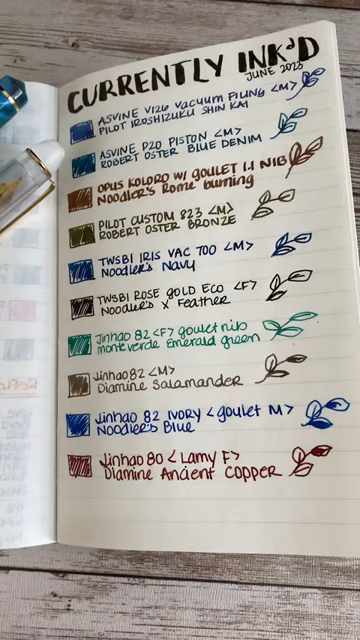 CURRENTLY INK'D
JUNE 2023
ASVINE V126 VACUUM FILLING <M>
PILOT IROSHIZUKU SHIN KAI
ASVINE P20 PISTON <M>
ROBERT OSTER BLUE DENIM
OPUS KOLORO W/ GOULET 1.1 NIB
Noodler's Rome burning
PILOT CUSTOM 823 <M>
ROBERT OSTER BRONZE
TWSBI IRIS VAC 700 <M>
Noodler's Navy
TWSBI ROSE GOLD ECO <F>
Noodler's X Feather
Jinhao 82 <F> goulet nib
monteverde Emerald green
Jinhao 82 <M>
Diamine Salamander
Jinhao 82 IVORY <goulet M>
Noodler's Blue
Jinhao 80 <Lamy F>
Diamine Ancient Copper